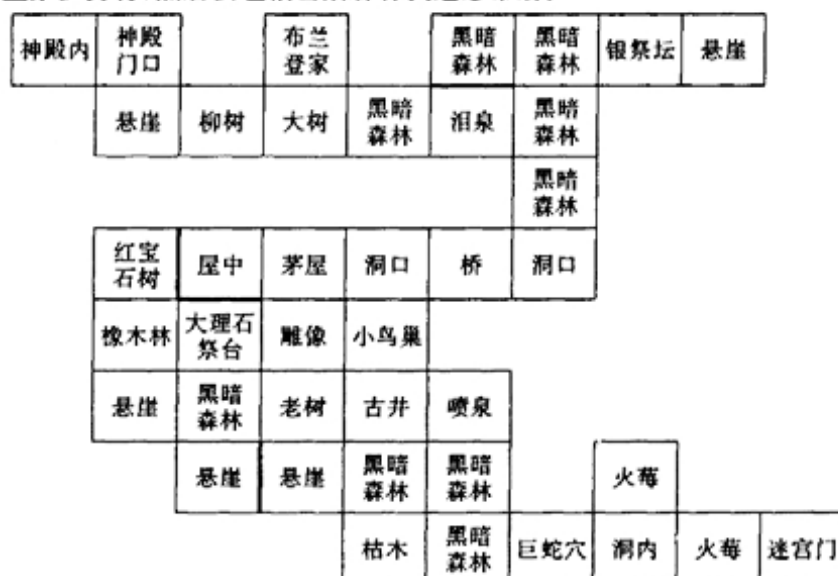 神殿内 神殿门口 布兰登家 黑暗森林 黑暗森林 银祭坛 悬崖
悬崖 柳树 大树 黑暗森林 泪泉 黑暗森林
黑暗森林
红宝石树 屋中 茅屋 洞口 桥 洞口
橡木林 大理石祭台 雕像 小鸟巢
悬崖 黑暗森林 老树 古井 喷泉
悬崖 悬崖 黑暗森林 黑暗森林 火莓
枯木 黑暗森林 巨蛇穴 洞内 火莓 迷宫门